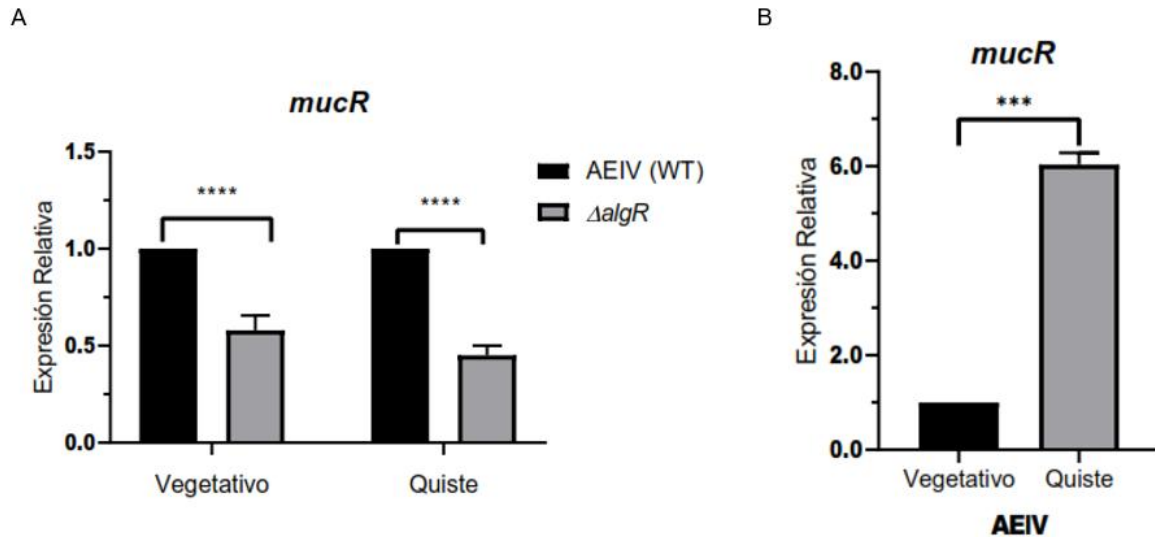 A
mucR
Expresión Relativa
1.5
1.0
0.5
0.0
****
****
AEIV (WT)
ΔalgR
Vegetativo
Quiste
B
mucR
Expresión Relativa
8.0
6.0
4.0
2.0
0.0
***
Vegetativo
Quiste
AEIV